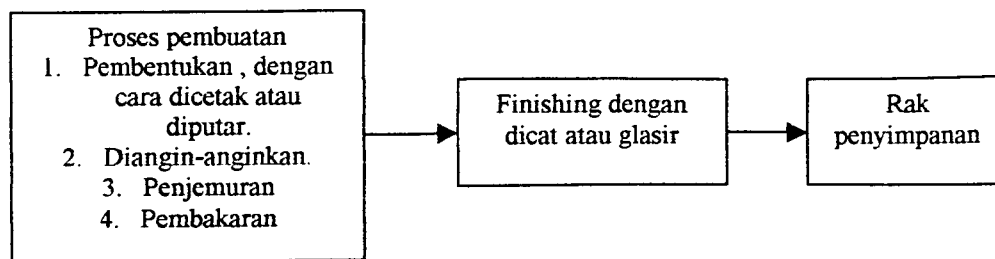 Proses pembuatan
1. Pembentukan , dengan
cara dicetak atau
diputar.
2. Diangin-anginkan.
3. Penjemuran
4. Pembakaran
Finishing dengan
dicat atau glasir
Rak
penyimpanan